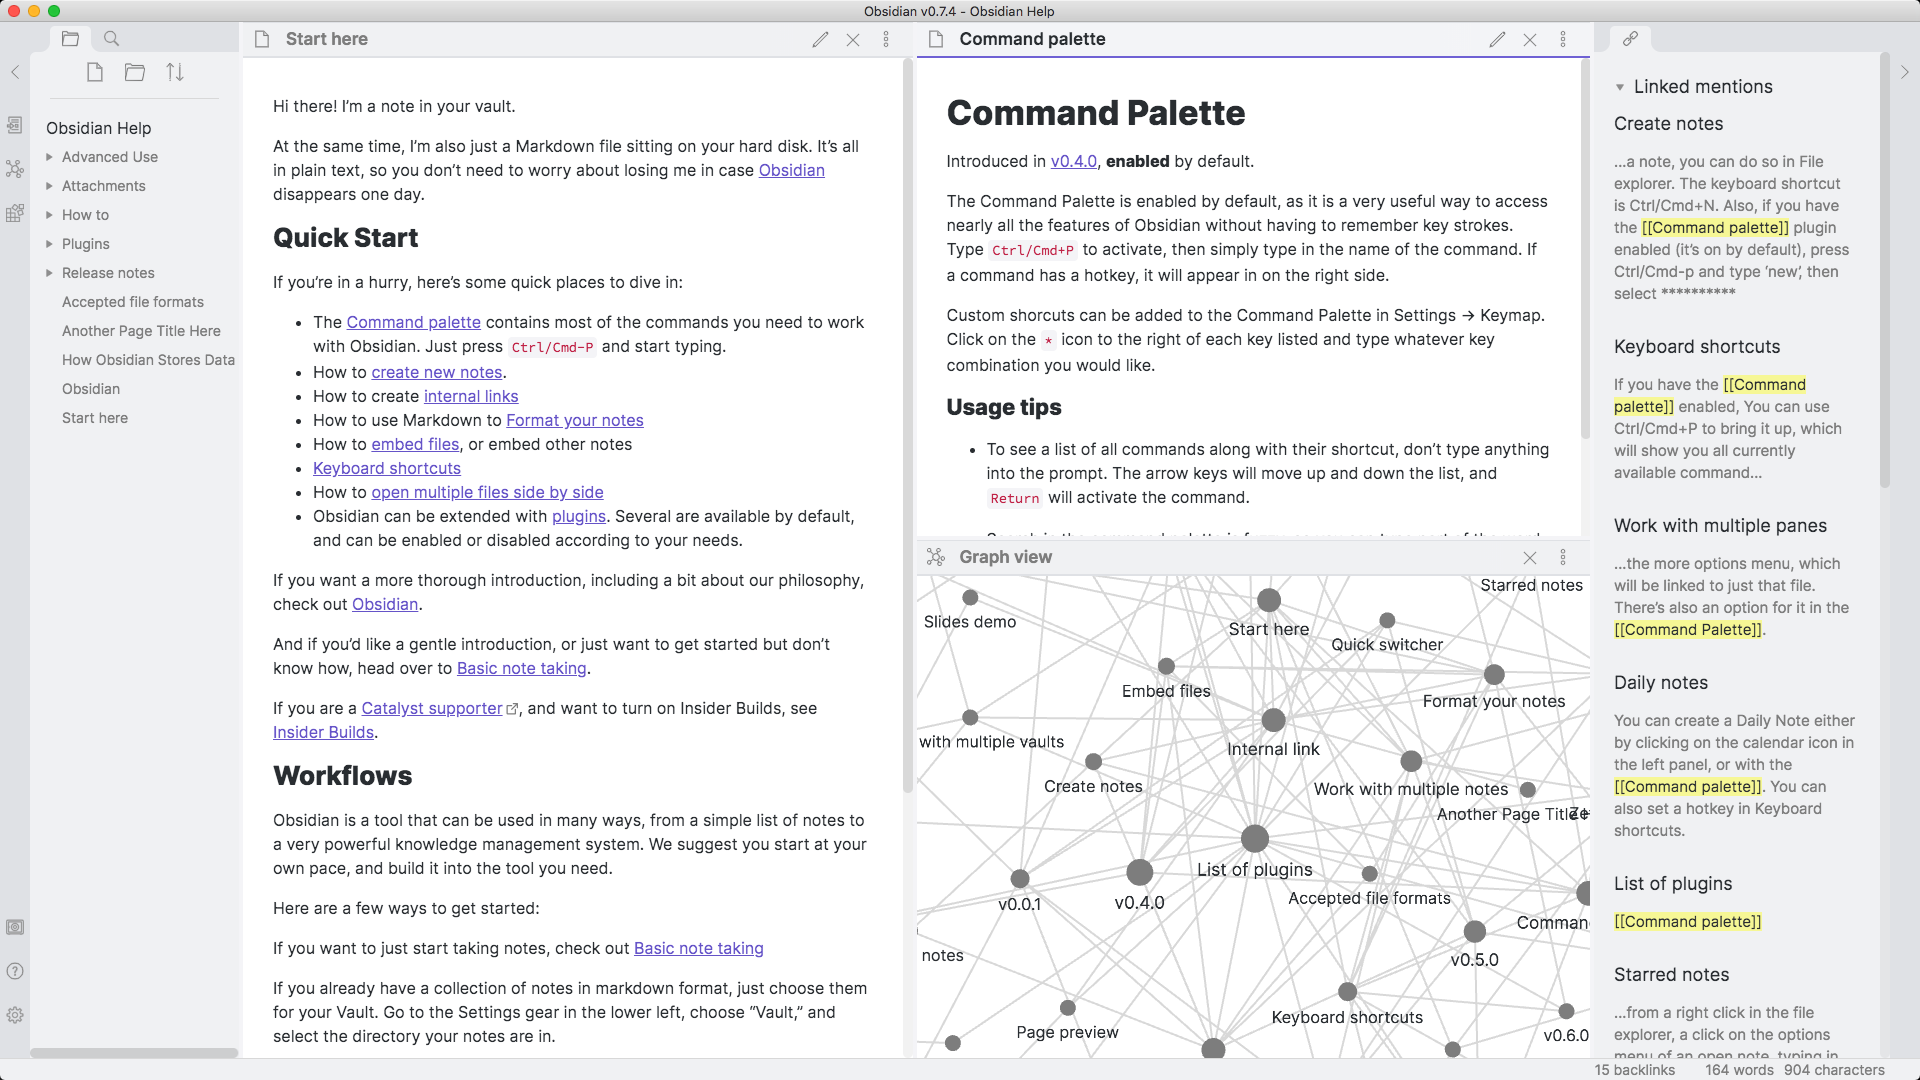 Obsidian v0.7.4 - Obsidian Help
Obsidian Help
Advanced Use
Attachments
How to
Plugins
Release notes
Accepted file formats
Another Page Title Here
How Obsidian Stores Data
Obsidian
Start here
Start here
Hi there! I’m a note in your vault.
At the same time, I’m also just a Markdown file sitting on your hard disk. It’s all
in plain text, so you don’t need to worry about losing me in case Obsidian
disappears one day.
Quick Start
If you’re in a hurry, here’s some quick places to dive in:
• The Command palette contains most of the commands you need to work
with Obsidian. Just press Ctrl/Cmd-P and start typing.
• How to create new notes.
• How to create internal links
• How to use Markdown to Format your notes
• How to embed files, or embed other notes
• Keyboard shortcuts
• How to open multiple files side by side
• Obsidian can be extended with plugins. Several are available by default,
and can be enabled or disabled according to your needs.
If you want a more thorough introduction, including a bit about our philosophy,
check out Obsidian.
And if you’d like a gentle introduction, or just want to get started but don’t
know how, head over to Basic note taking.
If you are a Catalyst supporter, and want to turn on Insider Builds, see
Insider Builds.
Workflows
Obsidian is a tool that can be used in many ways, from a simple list of notes to
a very powerful knowledge management system. We suggest you start at your
own pace, and build it into the tool you need.
Here are a few ways to get started:
If you want to just start taking notes, check out Basic note taking
If you already have a collection of notes in markdown format, just choose them
for your Vault. Go to the Settings gear in the lower left, choose ”Vault,” and
select the directory your notes are in.
Command palette
Command Palette
Introduced in v0.4.0, enabled by default.
The Command Palette is enabled by default, as it is a very useful way to access
nearly all the features of Obsidian without having to remember key strokes.
Type Ctrl/Cmd+P to activate, then simply type in the name of the command. If
a command has a hotkey, it will appear in on the right side.
Custom shorcuts can be added to the Command Palette in Settings → Keymap.
Click on the * icon to the right of each key listed and type whatever key
combination you would like.
Usage tips
• To see a list of all commands along with their shortcut, don’t type anything
into the prompt. The arrow keys will move up and down the list, and
Return will activate the command.
Graph view
Starred notes
Slides demo
Start here
Quick switcher
Embed files
Format your notes
with multiple vaults
Internal link
Create notes
Work with multiple notes
Another Page Title
List of plugins
Accepted file formats
v0.0.1
v0.4.0
Comman
notes
v0.5.0
Keyboard shortcuts
Page preview
v0.6.0
Linked mentions
Create notes
...a note, you can do so in File
explorer. The keyboard shortcut
is Ctrl/Cmd+N. Also, if you have
the [[Command palette]] plugin
enabled (it’s on by default), press
Ctrl/Cmd-p and type ‘new’, then
select **********
Keyboard shortcuts
If you have the [[Command
palette]] enabled, You can use
Ctrl/Cmd+P to bring it up, which
will show you all currently
available command...
Work with multiple panes
...the more options menu, which
will be linked to just that file.
There’s also an option for it in the
[[Command Palette]].
Daily notes
You can create a Daily Note either
by clicking on the calendar icon in
the left panel, or with the
[[Command palette]]. You can
also set a hotkey in Keyboard
shortcuts.
List of plugins
[[Command palette]]
Starred notes
...from a right click in the file
explorer, a click on the options
menu of an open note, typing in
15 backlinks 164 words 904 characters